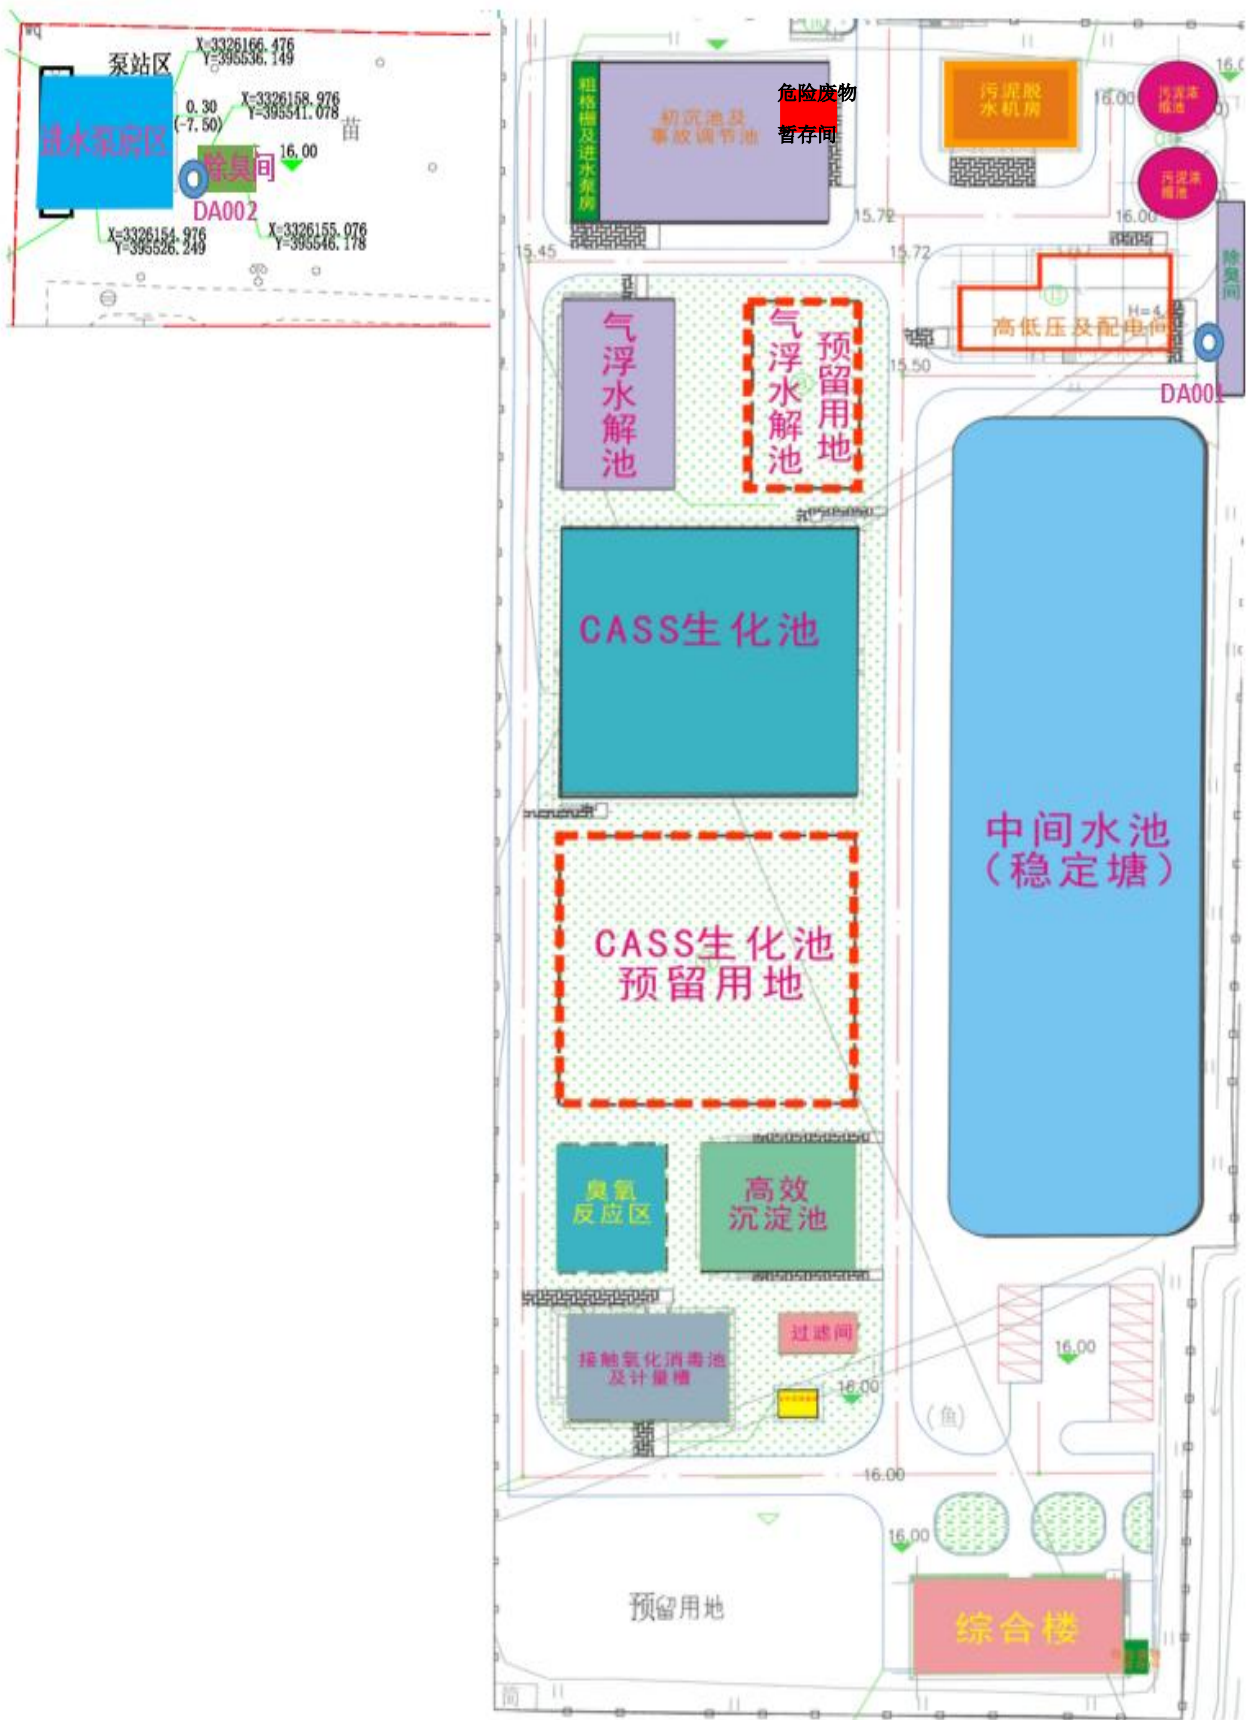 wq
泵站区
X=3326166.476
Y=395536.149
0.30
(-7.50)
X=3326158.976
Y=395541.078
苗
进水泵房区
除臭间
16.00
DA002
X=3326154.976
Y=395526.249
X=3326155.076
Y=395546.178
粗格栅及进水泵房
初沉池及
事故调节池
危险废物
暂存间
污泥脱
水机房
16.00
污泥浓
缩池
污泥浓
缩池
16.00
15.72
15.45
15.72
除臭间
H=4
高低压及配电间
15.50
DA001
气浮水解池
气浮水解池
预留用地
CASS生化池
中间水池
（稳定塘）
CASS生化池
预留用地
臭氧
反应区
高效
沉淀池
接触氧化消毒池
及计量槽
过滤间
16.00
16.00
(鱼)
16.00
16.00
预留用地
综合楼
简